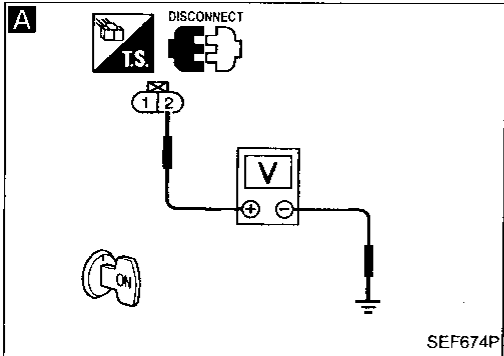 A
DISCONNECT
T.S.
1 2
V
+ -
ON
SEF674P